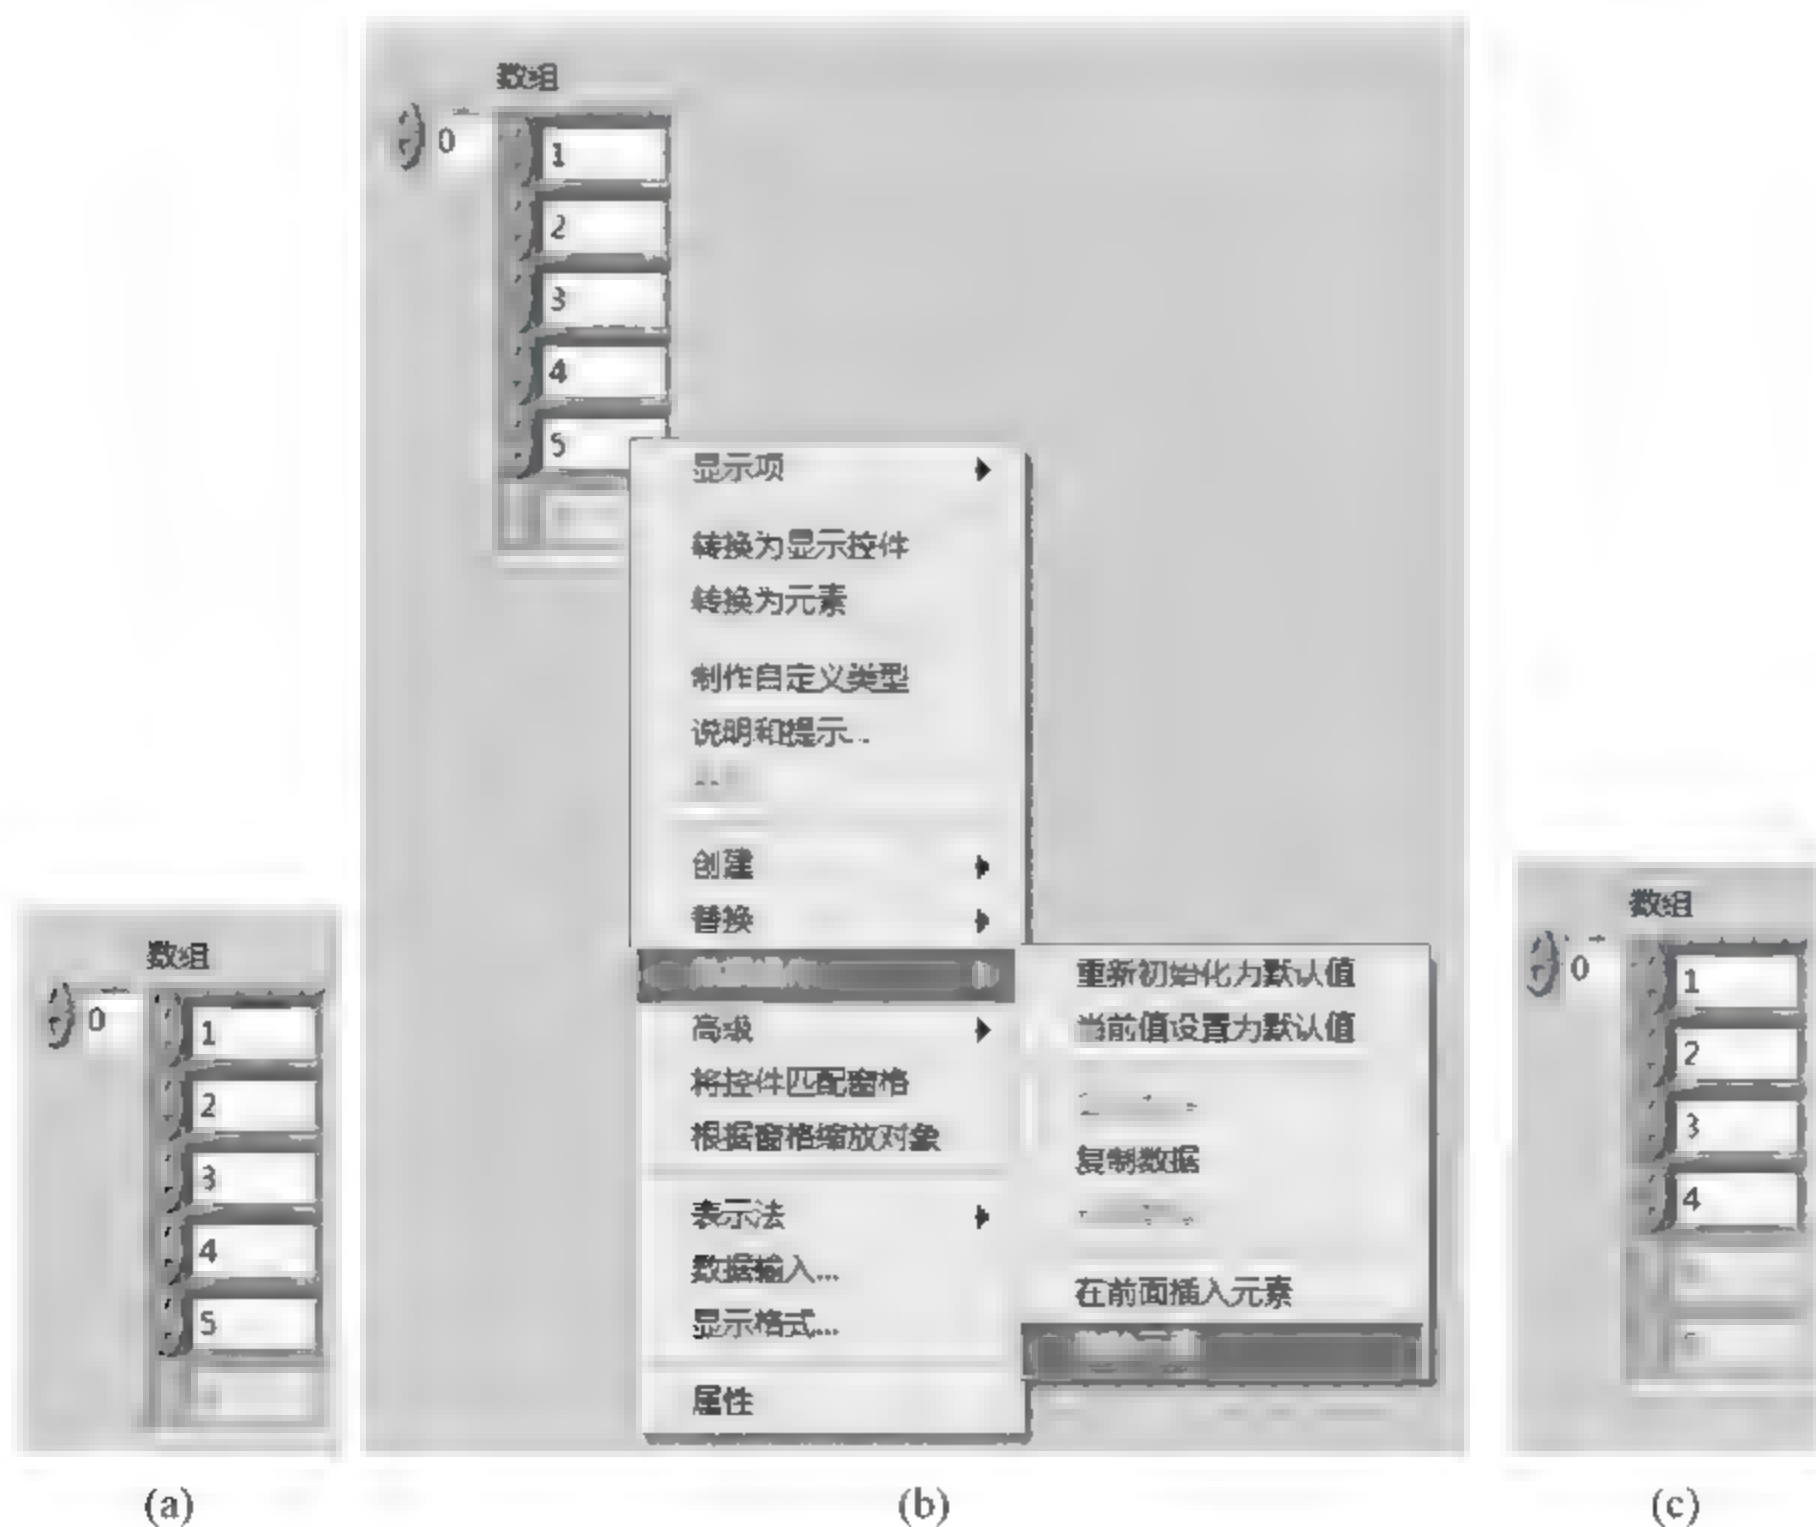 数组
0
1
2
3
4
5
(a)
数组
0
1
2
3
4
5
显示项
转换为显示控件
转换为元素
制作自定义类型
说明和提示...
创建
替换
高级
将控件匹配窗格
根据窗格缩放对象
表示法
数据输入...
显示格式...
属性
重新初始化为默认值
当前值设置为默认值
复制数据
在前面插入元素
(b)
数组
0
1
2
3
4
(c)